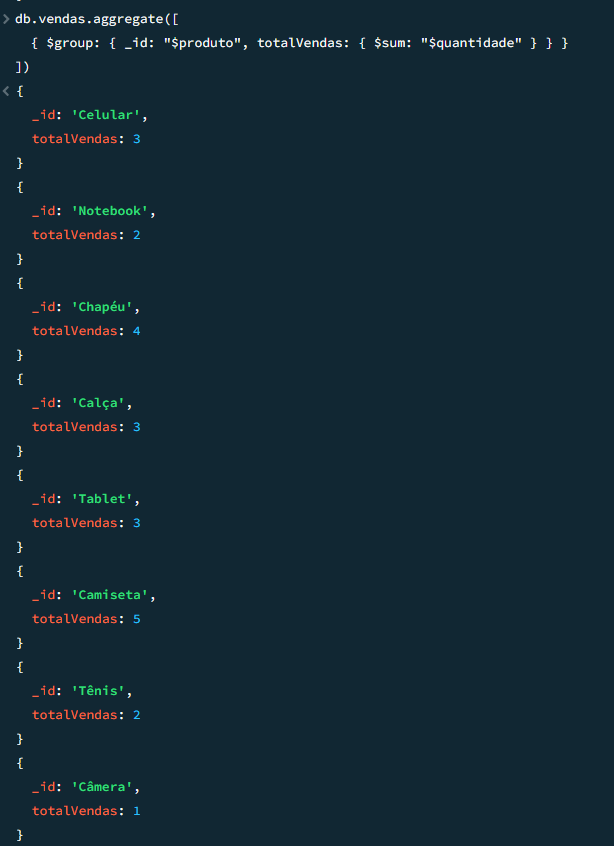 > db.vendas.aggregate([
{ $group: { _id: "$produto", totalVendas: { $sum: "$quantidade" } } }
])
< {
_id: 'Celular',
totalVendas: 3
}
{
_id: 'Notebook',
totalVendas: 2
}
{
_id: 'Chapéu',
totalVendas: 4
}
{
_id: 'Calça',
totalVendas: 3
}
{
_id: 'Tablet',
totalVendas: 3
}
{
_id: 'Camiseta',
totalVendas: 5
}
{
_id: 'Tênis',
totalVendas: 2
}
{
_id: 'Câmera',
totalVendas: 1
}